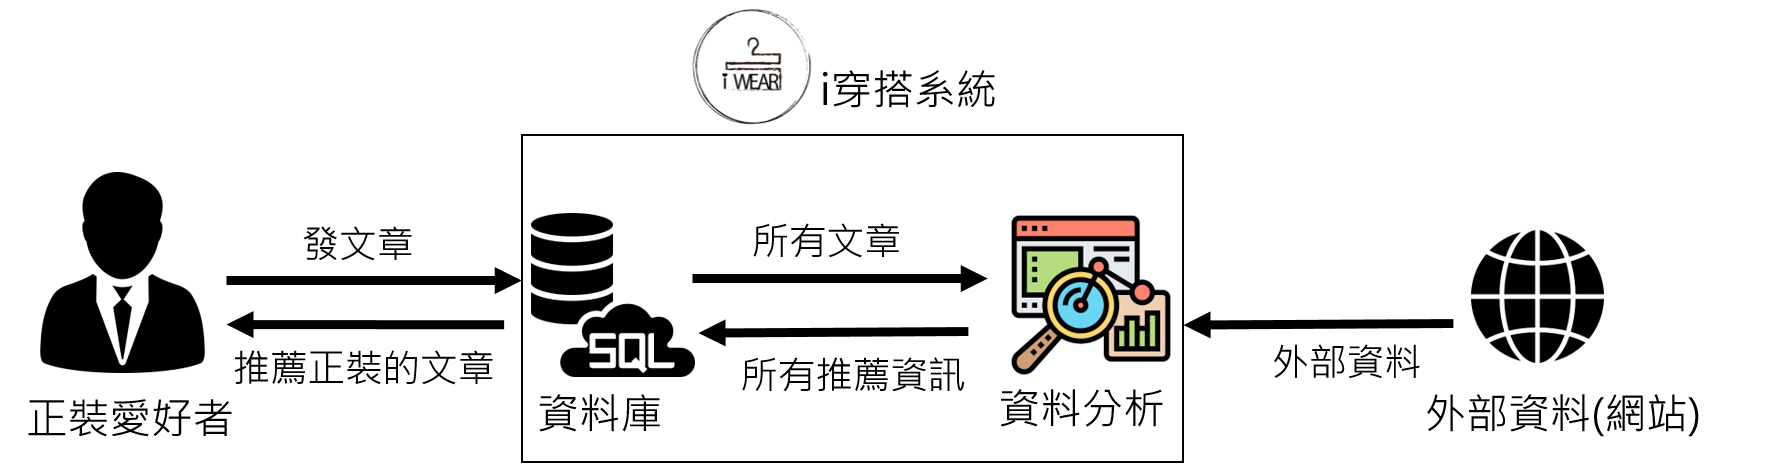 i WEAR
i穿搭系統
發文章
推薦正裝的文章
正裝愛好者
所有文章
所有推薦資訊
SQL
資料庫
資料分析
外部資料
外部資料(網站)